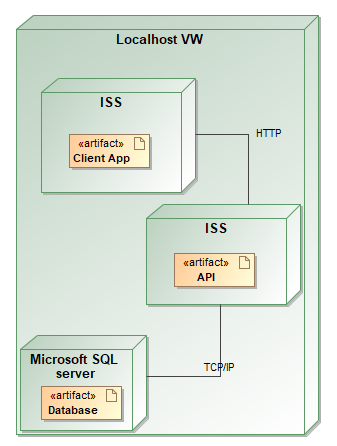 Localhost VW
ISS
«artifact»
Client App
HTTP
ISS
«artifact»
API
TCP/IP
Microsoft SQL
server
«artifact»
Database